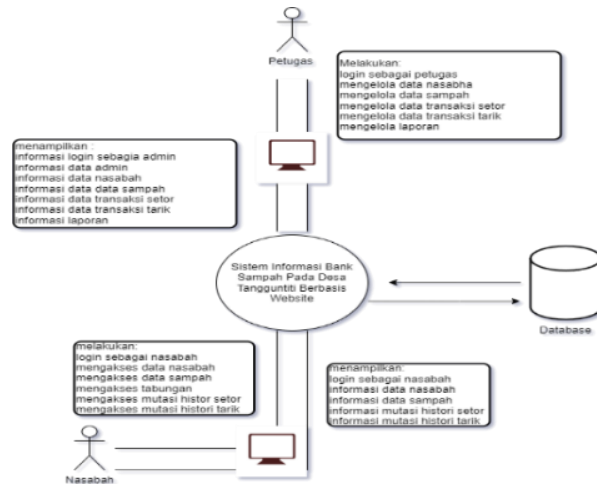 Petugas
Melakukan:
login sebagai petugas
mengelola data nasabha
mengelola data sampah
mengelola data transaksi setor
mengelola data transaksi tarik
mengelola laporan
menampilkan :
informasi login sebagia admin
informasi data admin
informasi data nasabah
informasi data data sampah
informasi data transaksi setor
informasi data transaksi tarik
informasi laporan
Sistem Informasi Bank
Sampah Pada Desa
Tangguntiti Berbasis
Website
Database
melakukan:
login sebagai nasabah
mengakses data nasabah
mengakses data sampah
mengakses tabungan
mengakses mutasi histor setor
mengakses mutasi histori tarik
menampilkan:
login sebagai nasabah
informasi data nasabah
informasi data sampah
informasi mutasi histori setor
informasi mutasi histori tarik
Nasabah